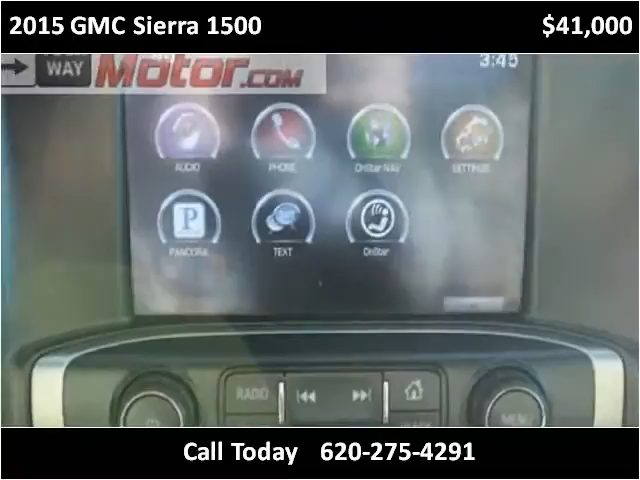 2015 GMC Sierra 1500 $41,000
WAY Motor.com
3:45
AUDIO PHONE OnStar NAV SETTINGS
P
PANDORA TEXT OnStar
RADIO
MENU
Call Today 620-275-4291